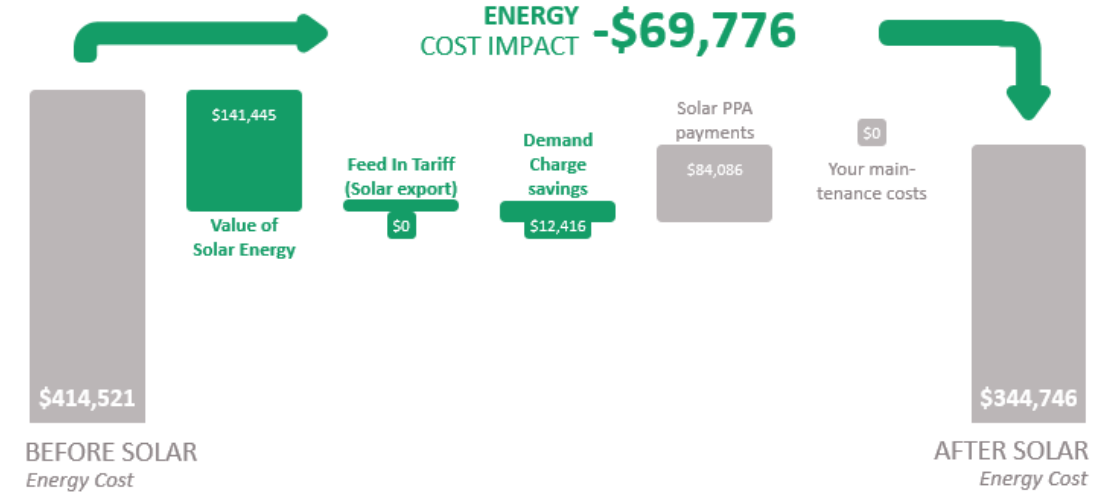 ENERGY
COST IMPACT
-$69,776
$141,445
Value of
Solar Energy
Feed In Tariff
(Solar export)
$0
Demand
Charge
savings
$12,416
Solar PPA
payments
$84,086
$0
Your main-
tenance costs
$414,521
BEFORE SOLAR
Energy Cost
$344,746
AFTER SOLAR
Energy Cost